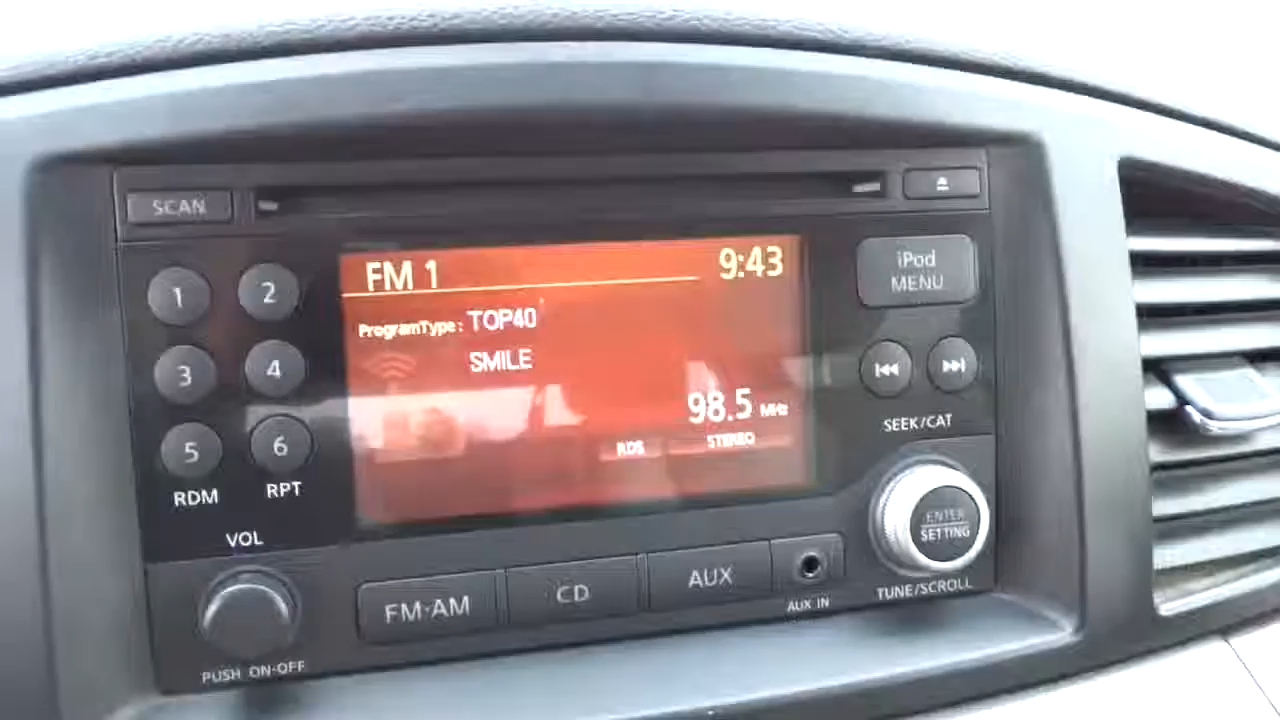 SCAN
1 2
3 4
5 6
RDM RPT
VOL
PUSH ON-OFF
FM 1 9:43
ProgramType: TOP40
SMILE
98.5 MHz
RDS STEREO
iPod
MENU
SEEK/CAT
ENTER
SETTING
TUNE/SCROLL
FM·AM CD AUX
AUX IN